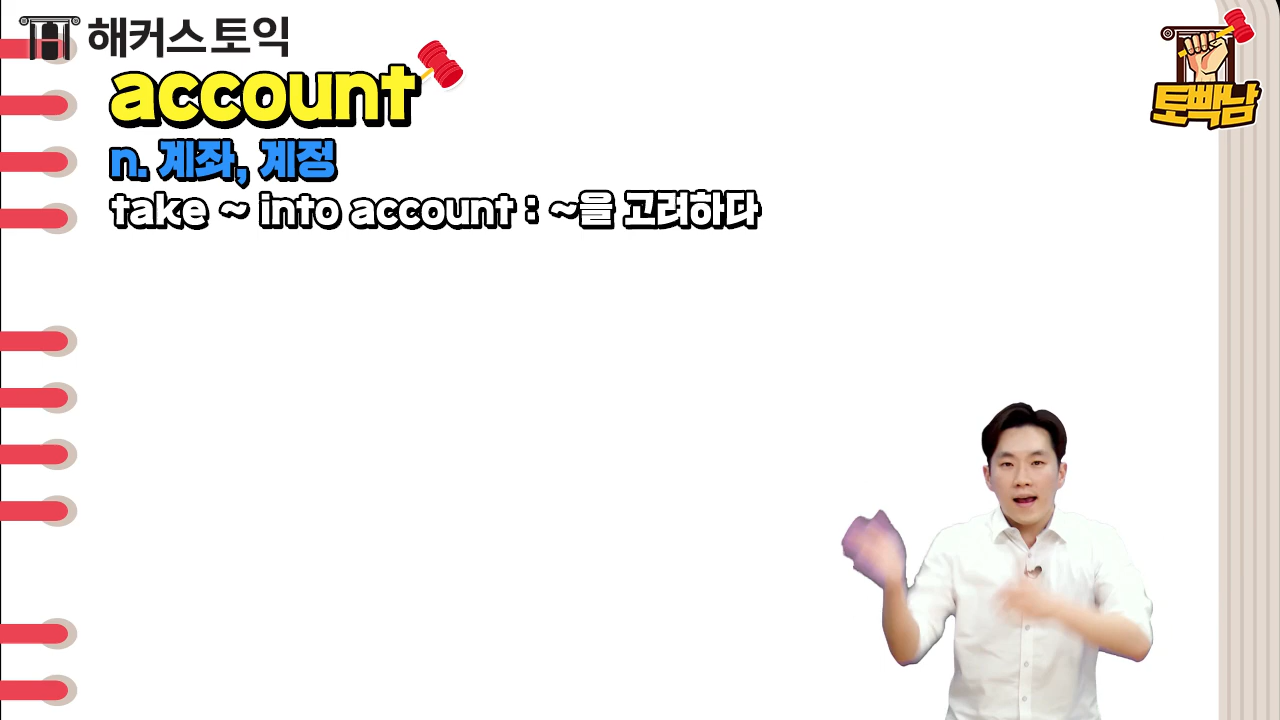 해커스 토익
토빡남
account
n. 계좌, 계정
take ~ into account : ~을 고려하다